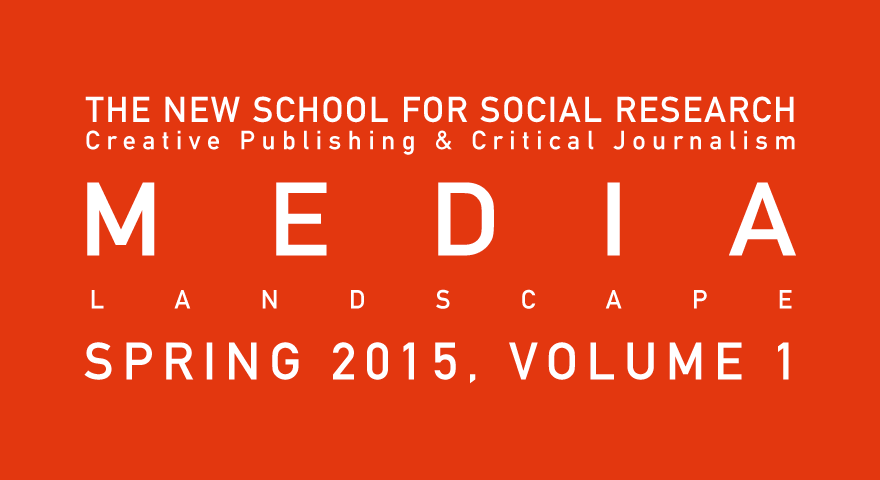 THE NEW SCHOOL FOR SOCIAL RESEARCH
Creative Publishing & Critical Journalism
MEDIA
LANDSCAPE
SPRING 2015, VOLUME 1